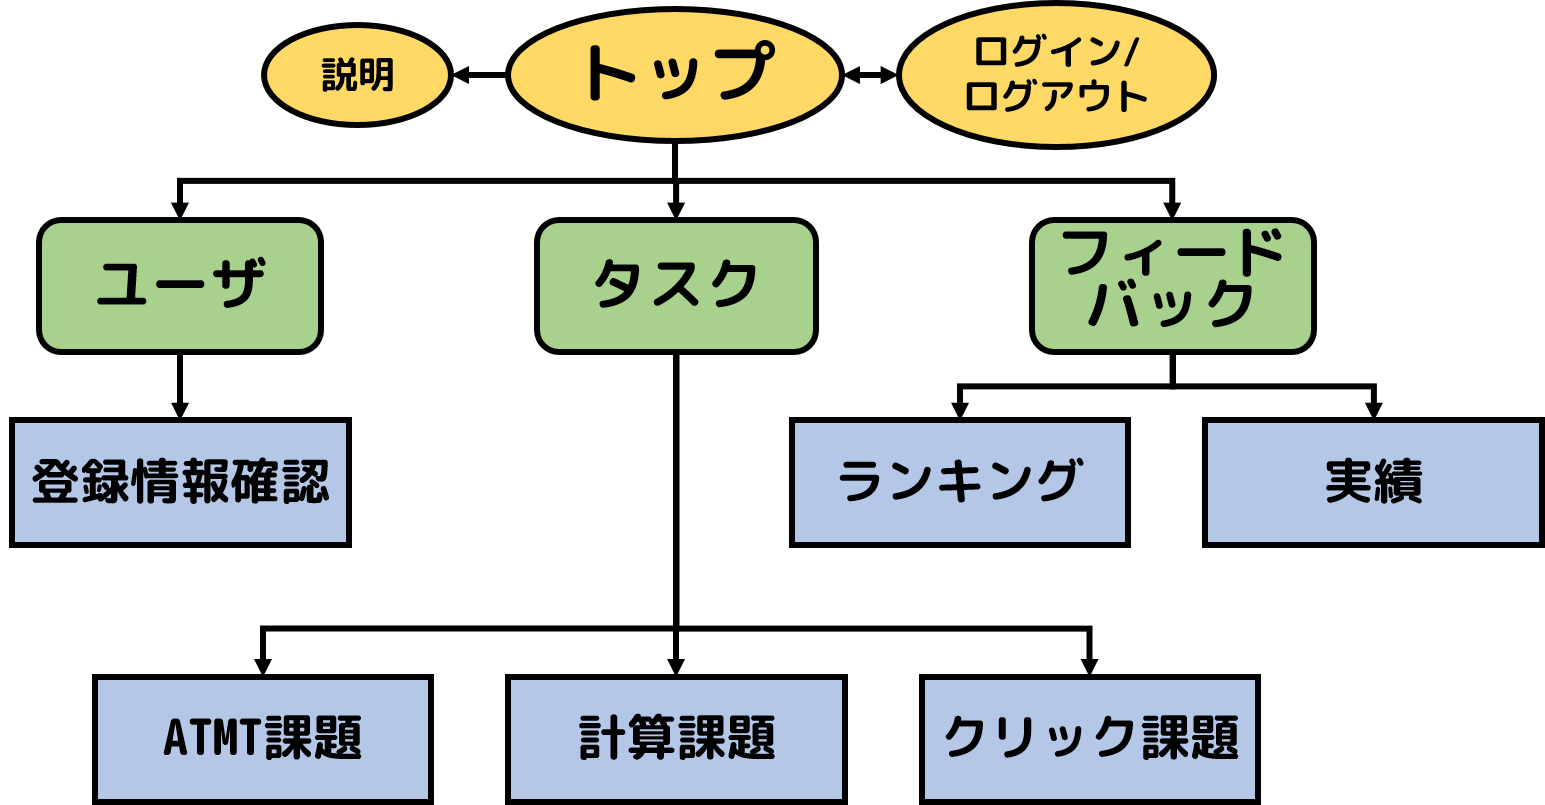 説明
トップ
ログイン/
ログアウト
ユーザ
タスク
フィード
バック
登録情報確認
ランキング
実績
ATMT課題
計算課題
クリック課題